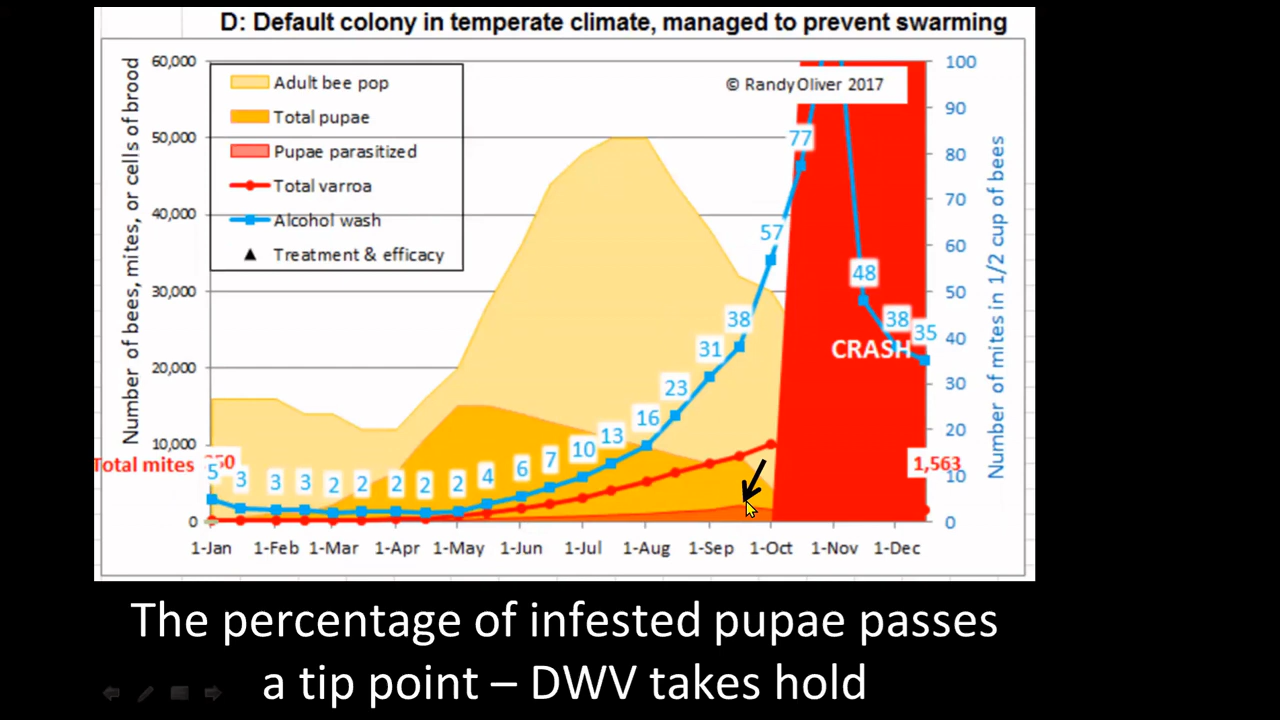 D: Default colony in temperate climate, managed to prevent swarming
Number of bees, mites, or cells of brood
60,000
50,000
40,000
30,000
20,000
10,000
0
Adult bee pop
Total pupae
Pupae parasitized
Total varroa
Alcohol wash
Treatment & efficacy
© Randy Oliver 2017
100
90
80
70
60
50
40
30
20
10
0
Number of mites in 1/2 cup of bees
Total mites
5
3
3
3
2
2
2
2
2
4
6
7
10
13
16
23
31
38
57
77
48
38
35
CRASH
1,563
1-Jan 1-Feb 1-Mar 1-Apr 1-May 1-Jun 1-Jul 1-Aug 1-Sep 1-Oct 1-Nov 1-Dec
The percentage of infested pupae passes
a tip point – DWV takes hold